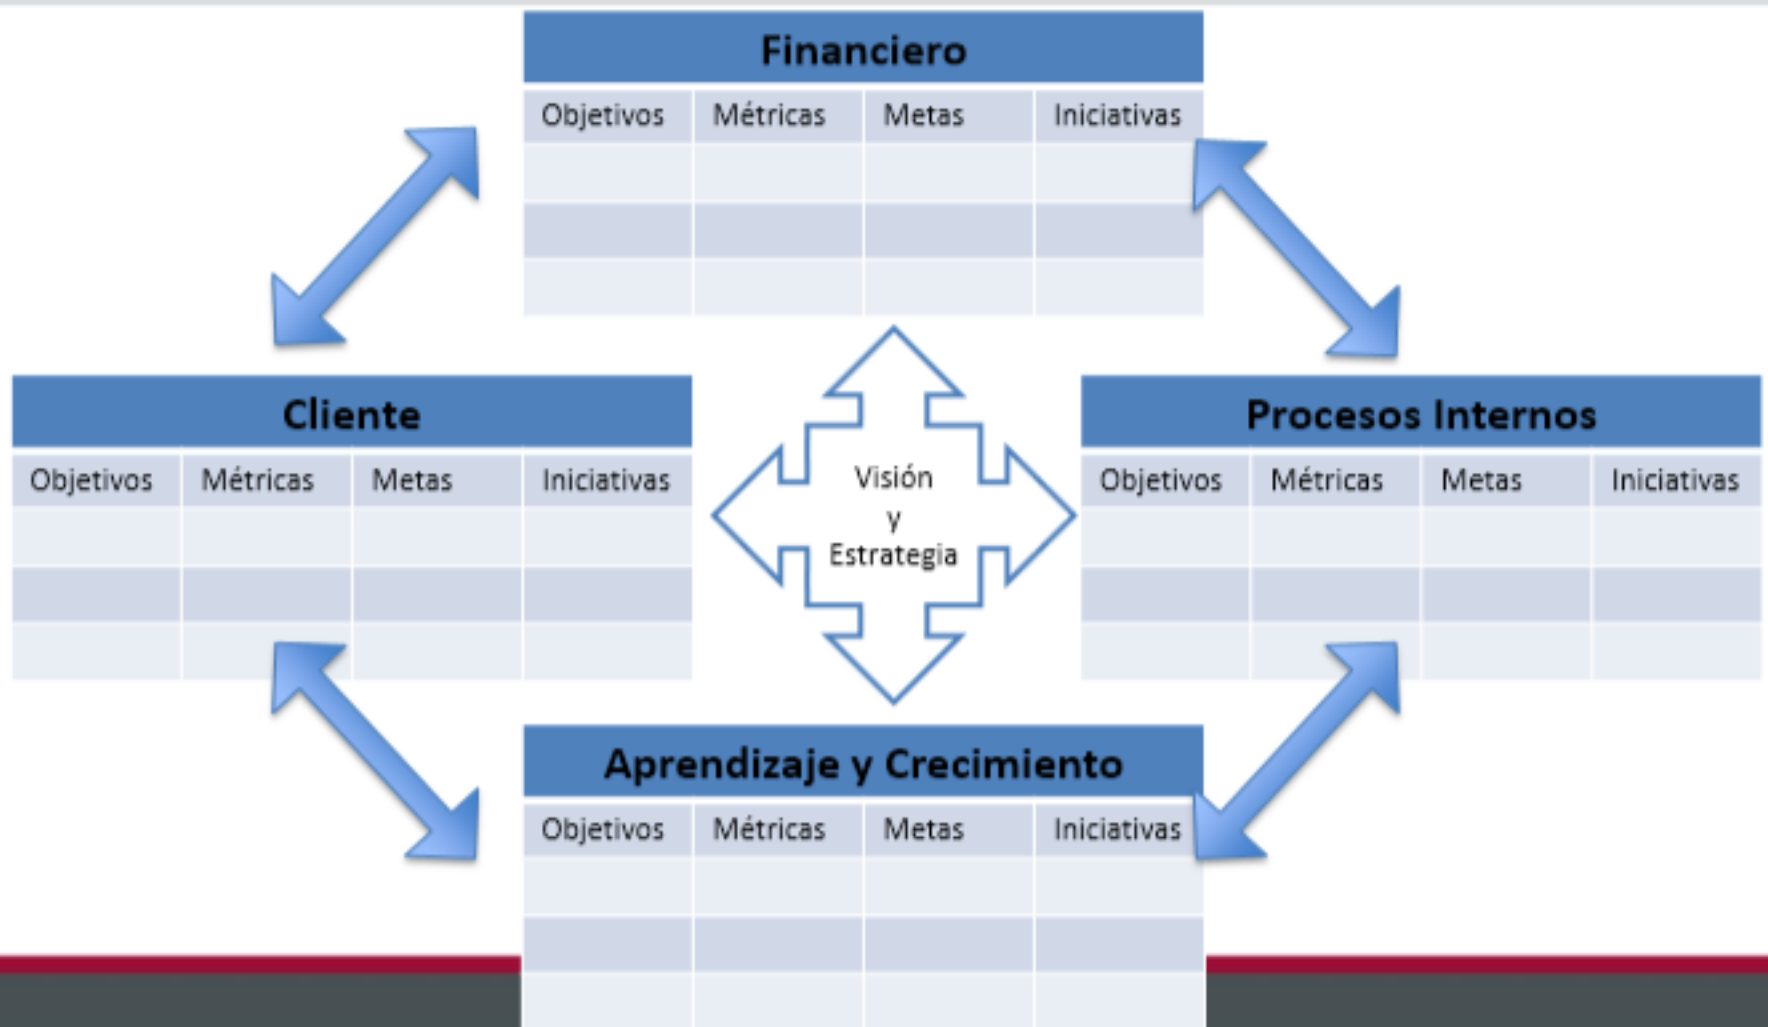 Financiero
Objetivos Métricas Metas Iniciativas
Cliente
Objetivos Métricas Metas Iniciativas
Visión
y
Estrategia
Procesos Internos
Objetivos Métricas Metas Iniciativas
Aprendizaje y Crecimiento
Objetivos Métricas Metas Iniciativas